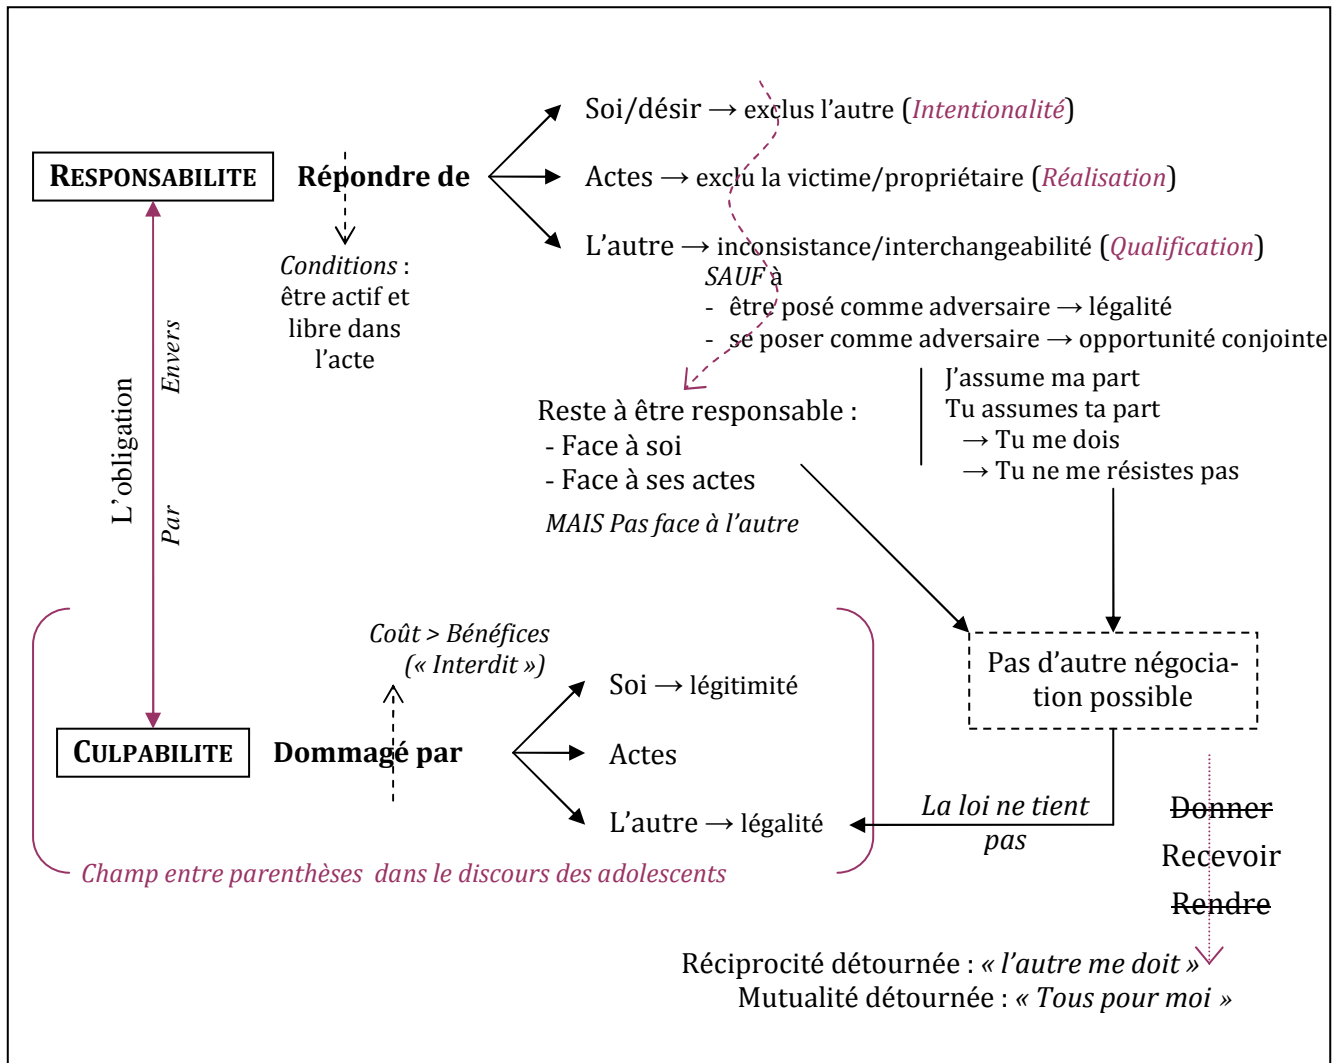 Soi/désir → exclus l'autre (Intentionalité)
RESPONSABILITE
Répondre de
Actes → exclu la victime/propriétaire (Réalisation)
L'autre → inconsistance/interchangeabilité (Qualification)
Conditions :
être actif et
libre dans
l'acte
SAUF à
- être posé comme adversaire → légalité
- se poser comme adversaire → opportunité conjointe
J'assume ma part
Tu assumes ta part
→ Tu me dois
→ Tu ne me résistes pas
Reste à être responsable :
- Face à soi
- Face à ses actes
MAIS Pas face à l'autre
L'obligation
Envers
Par
Coût > Bénéfices
(« Interdit »)
Pas d'autre négocia-
tion possible
Soi → légitimité
CULPABILITE
Dommagé par
Actes
L'autre → légalité
La loi ne tient
pas
Donner
Recevoir
Rendre
Champ entre parenthèses dans le discours des adolescents
Réciprocité détournée : « l'autre me doit »
Mutualité détournée : « Tous pour moi »